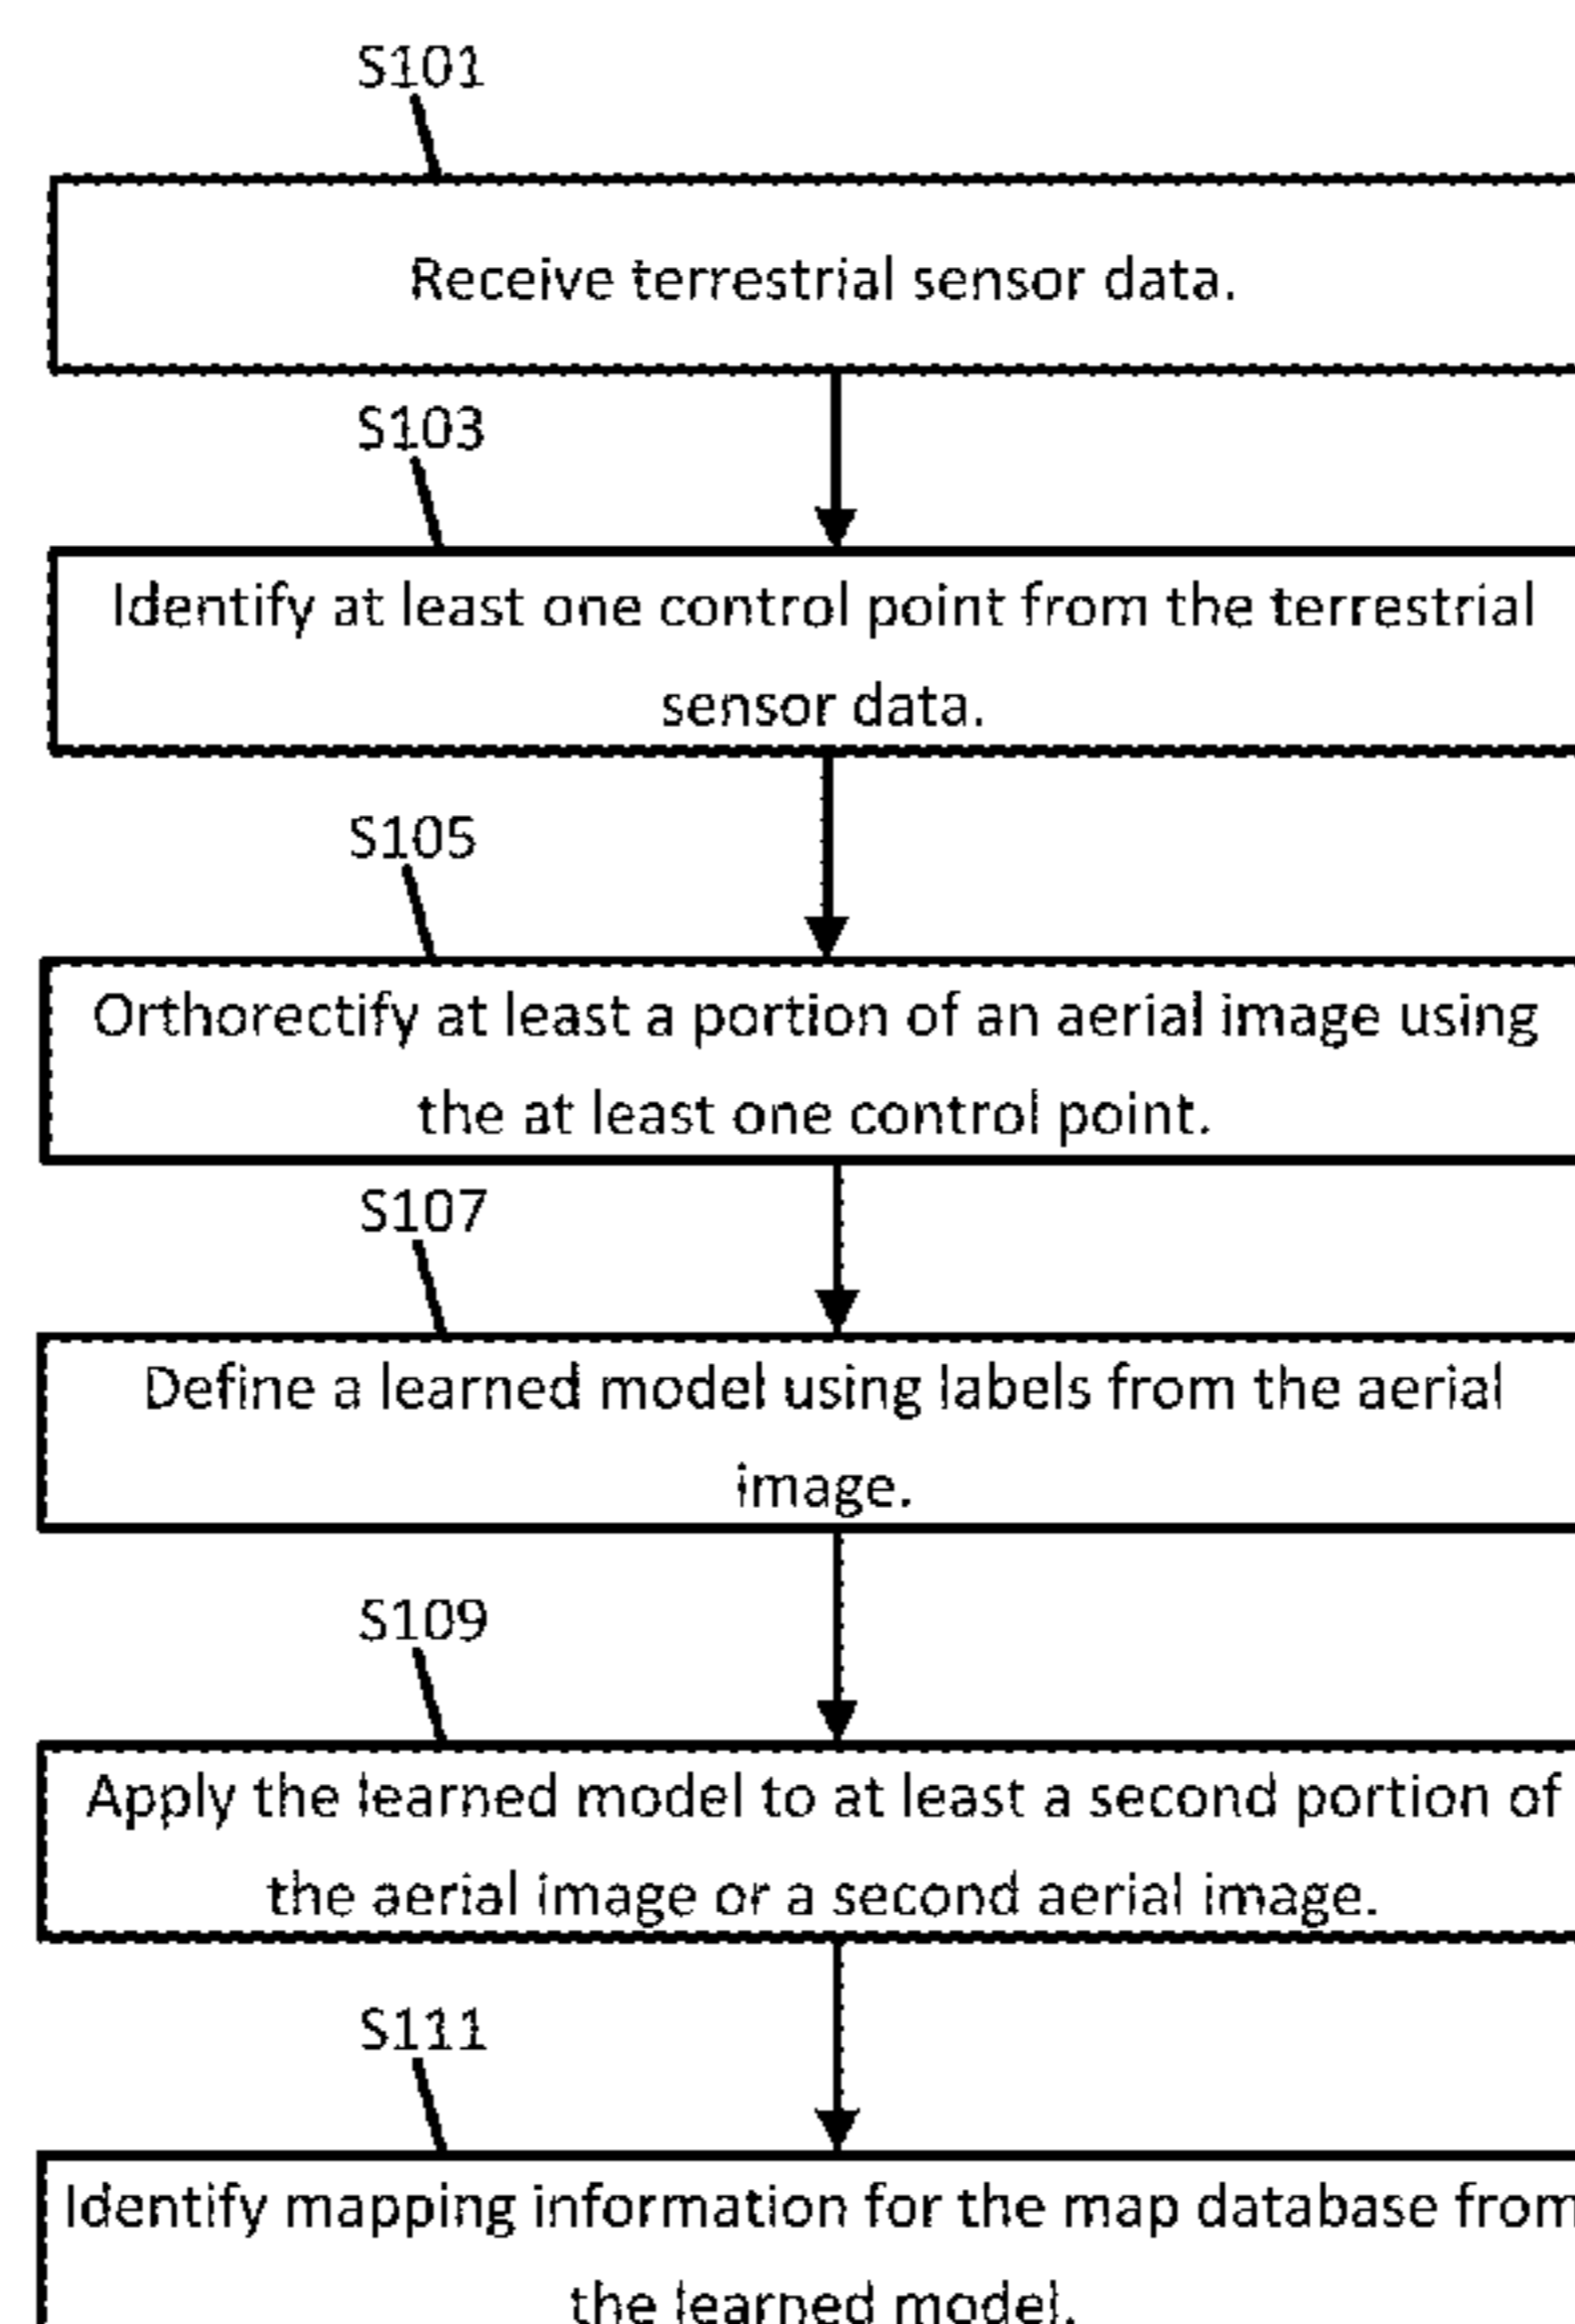 S101
Receive terrestrial sensor data.
S103
Identify at least one control point from the terrestrial
sensor data.
S105
Orthorectify at least a portion of an aerial image using
the at least one control point.
S107
Define a learned model using labels from the aerial
image.
S109
Apply the learned model to at least a second portion of
the aerial image or a second aerial image.
S111
Identify mapping information for the map database from
the learned model.